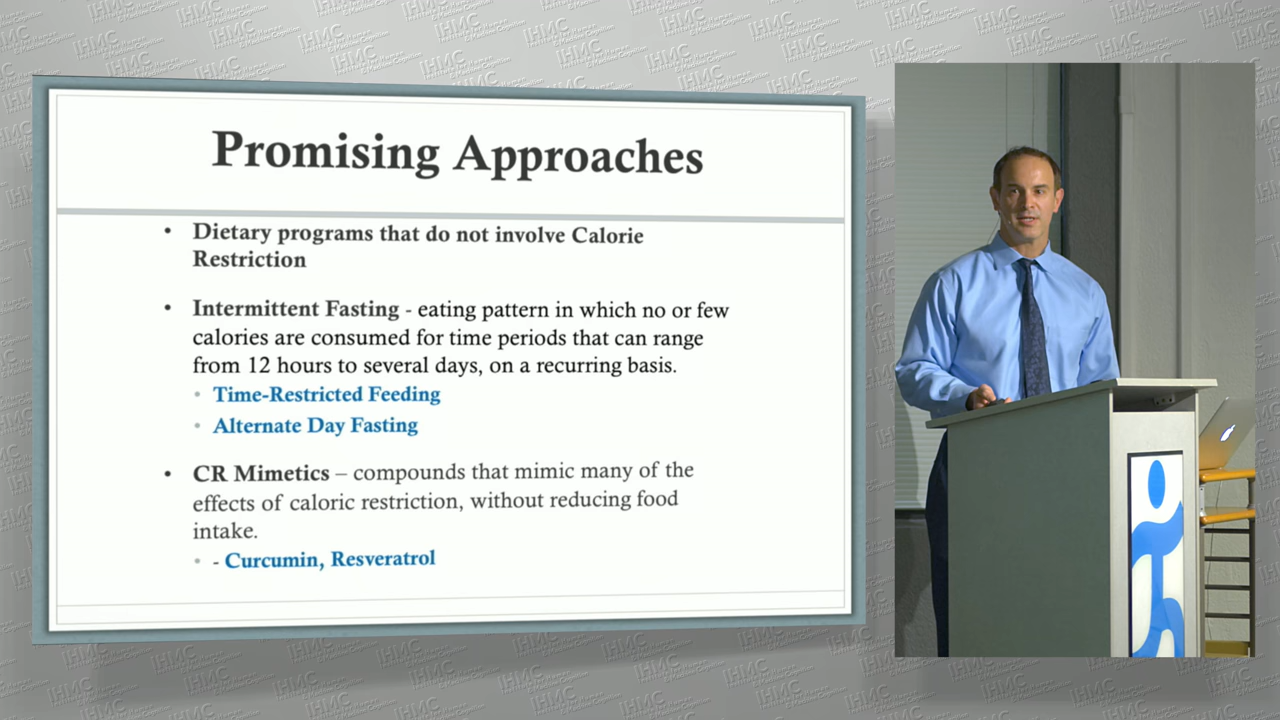 Promising Approaches
• Dietary programs that do not involve Calorie
Restriction
• Intermittent Fasting - eating pattern in which no or few
calories are consumed for time periods that can range
from 12 hours to several days, on a recurring basis.
• Time-Restricted Feeding
• Alternate Day Fasting
• CR Mimetics – compounds that mimic many of the
effects of caloric restriction, without reducing food
intake.
• - Curcumin, Resveratrol
IHMC